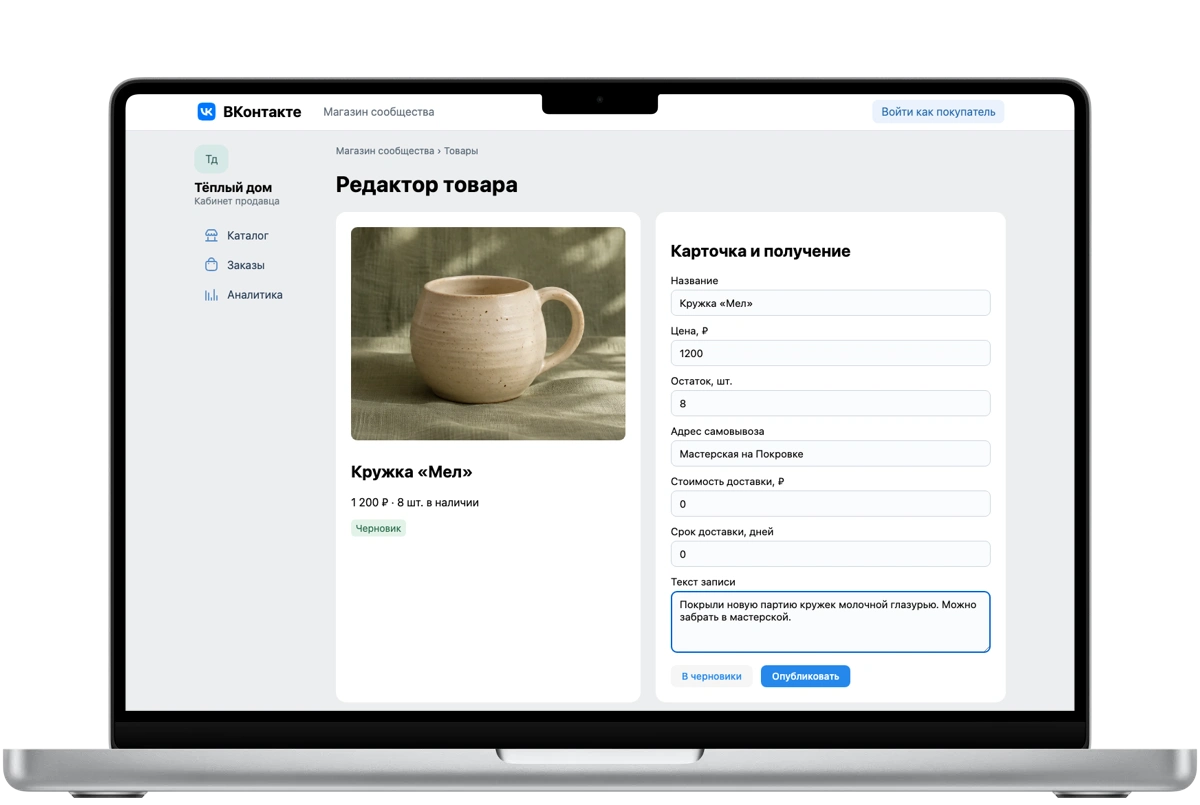 ВКонтакте
Магазин сообщества
Войти как покупатель
Тд
Тёплый дом
Кабинет продавца
Каталог
Заказы
Аналитика
Магазин сообщества › Товары
Редактор товара
Кружка «Мел»
1 200 ₽ · 8 шт. в наличии
Черновик
Карточка и получение
Название
Кружка «Мел»
Цена, ₽
1200
Остаток, шт.
8
Адрес самовывоза
Мастерская на Покровке
Стоимость доставки, ₽
0
Срок доставки, дней
0
Текст записи
Покрыли новую партию кружек молочной глазурью. Можно
забрать в мастерской.
В черновики
Опубликовать